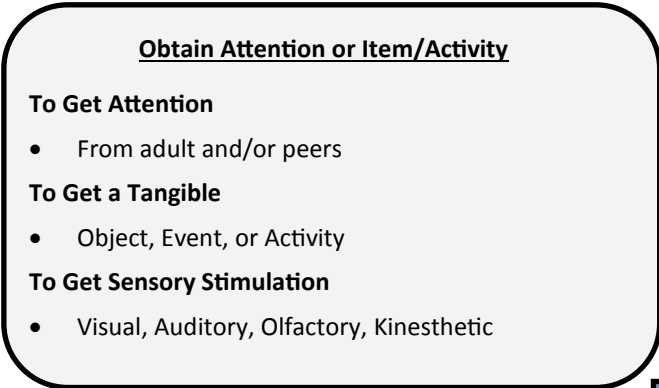 Obtain Attention or Item/Activity
To Get Attention
• From adult and/or peers
To Get a Tangible
• Object, Event, or Activity
To Get Sensory Stimulation
• Visual, Auditory, Olfactory, Kinesthetic